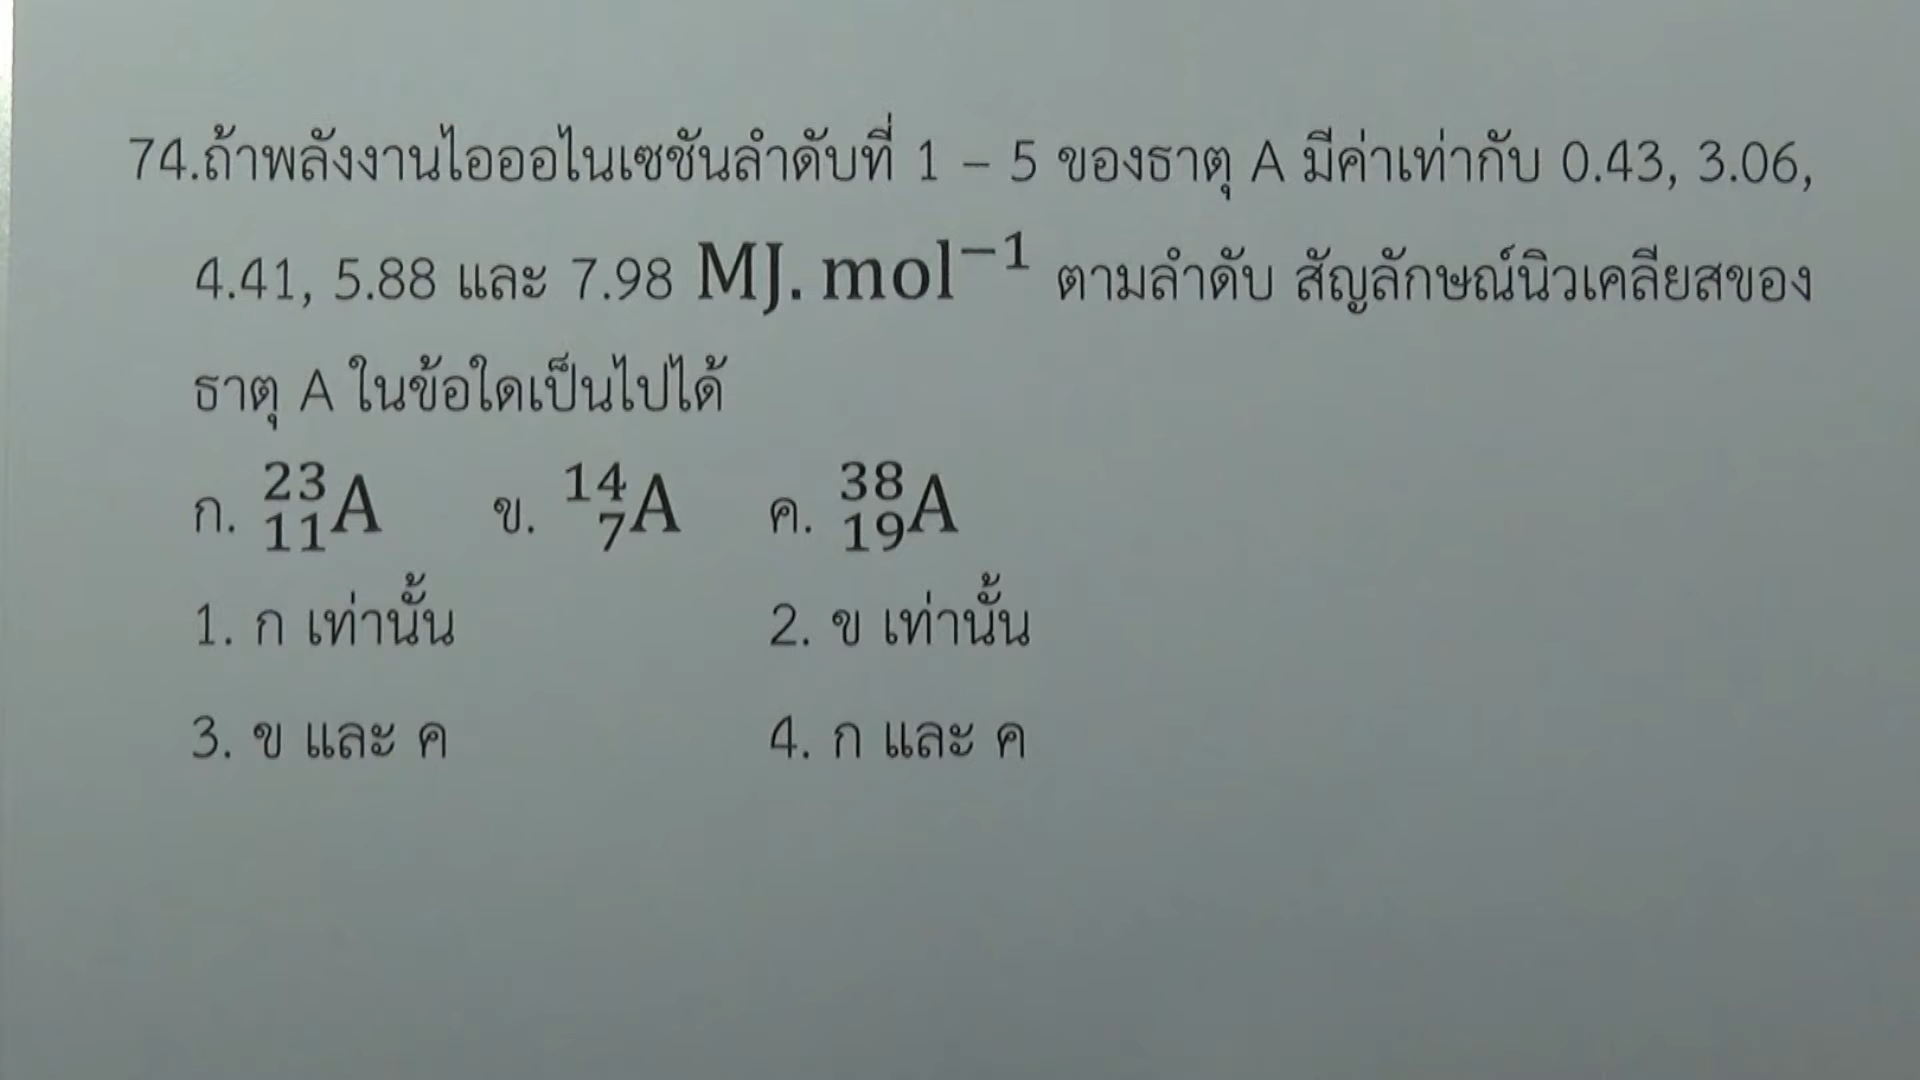 74.ถ้าพลังงานไอออไนเซชันลำดับที่ 1 – 5 ของธาตุ A มีค่าเท่ากับ 0.43, 3.06,
4.41, 5.88 และ 7.98 MJ. mol⁻¹ ตามลำดับ สัญลักษณ์นิวเคลียสของ
ธาตุ A ในข้อใดเป็นไปได้
ก. ²³₁₁A ข. ¹⁴₇A ค. ³⁸₁₉A
1. ก เท่านั้น 2. ข เท่านั้น
3. ข และ ค 4. ก และ ค